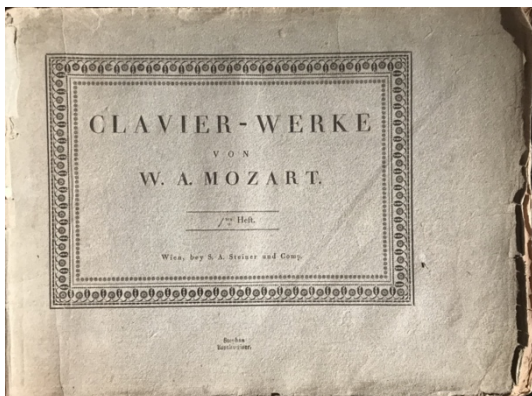 CLAVIER-WERKE
VON
W. A. MOZART.
Heft.
Wien, bey S. A. Steiner und Comp.